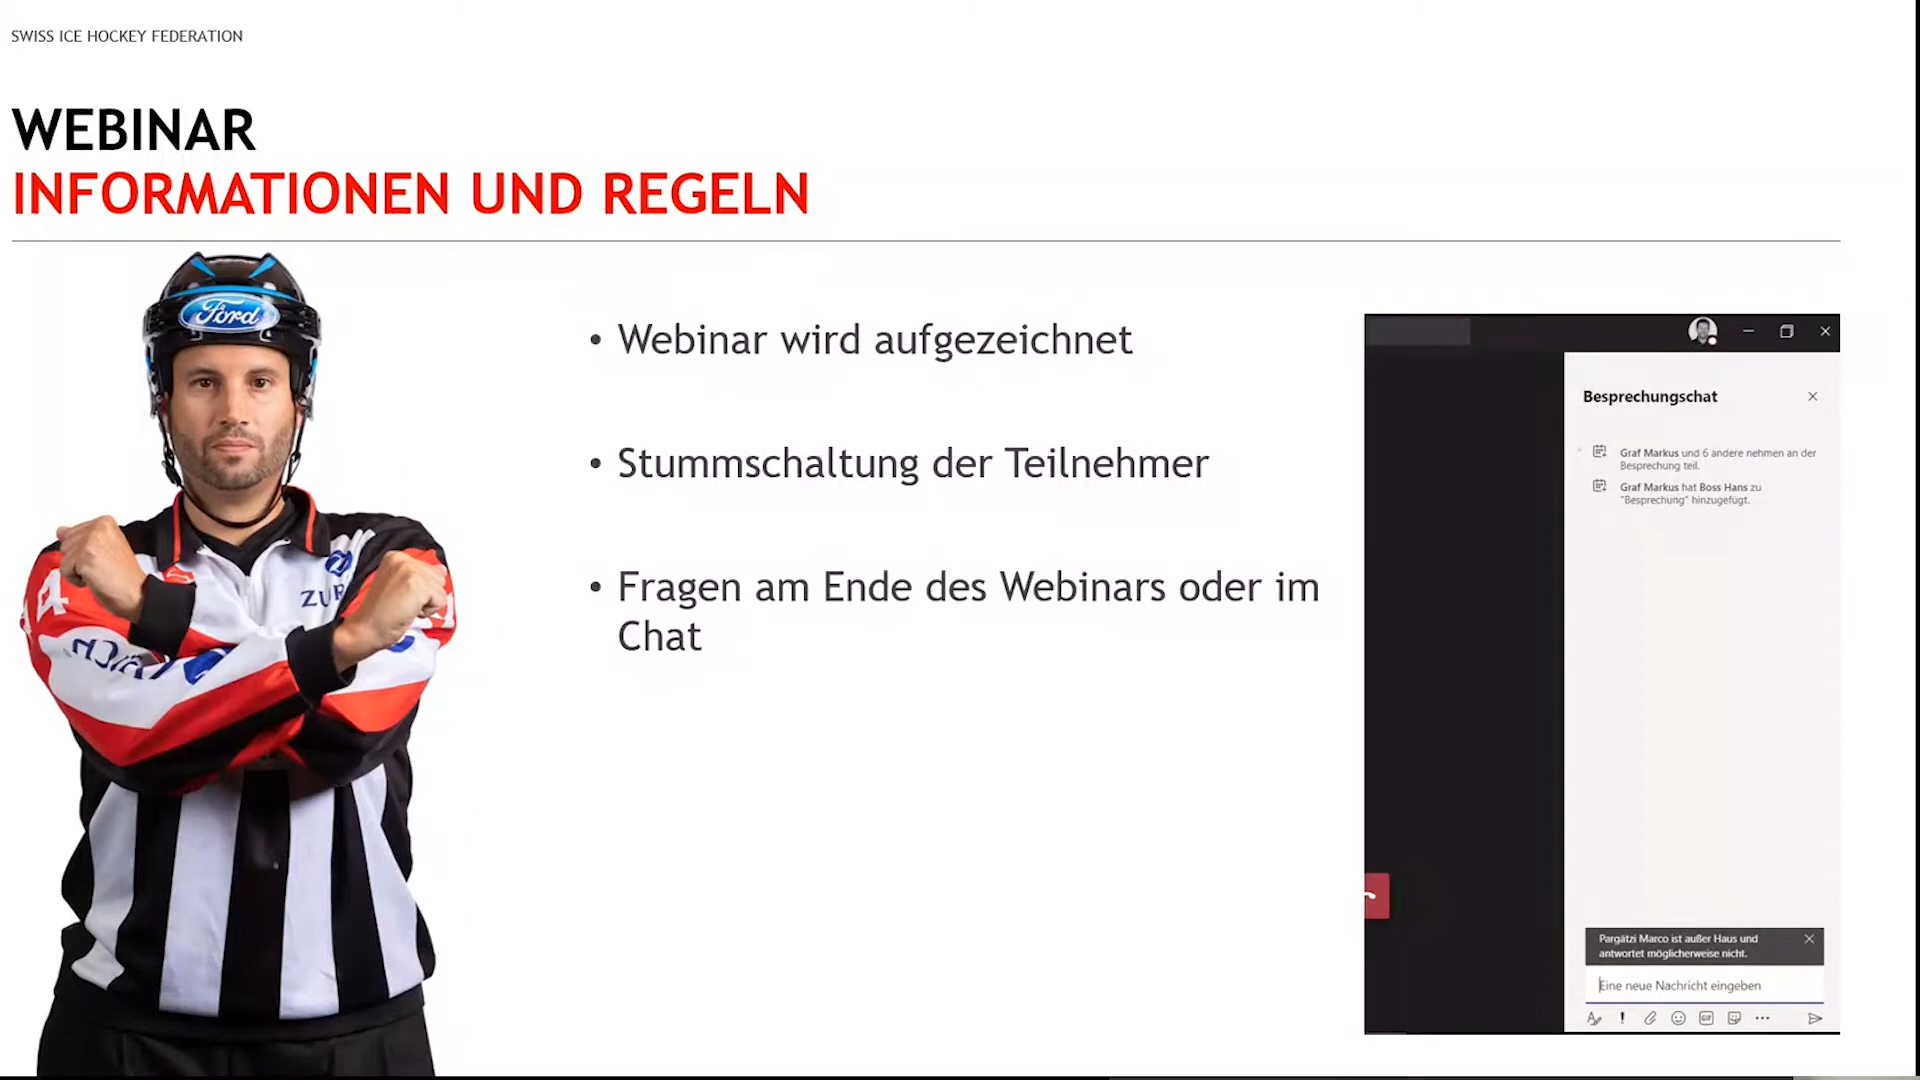 SWISS ICE HOCKEY FEDERATION
WEBINAR
INFORMATIONEN UND REGELN
Ford
• Webinar wird aufgezeichnet
• Stummschaltung der Teilnehmer
• Fragen am Ende des Webinars oder im
Chat
Besprechungschat
Graf Markus und 6 andere nehmen an der
Besprechung teil.
Graf Markus hat Boss Hans zu
"Besprechung" hinzugefügt.
Pargätzi Marco ist außer Haus und
antwortet möglicherweise nicht.
Eine neue Nachricht eingeben
GIF